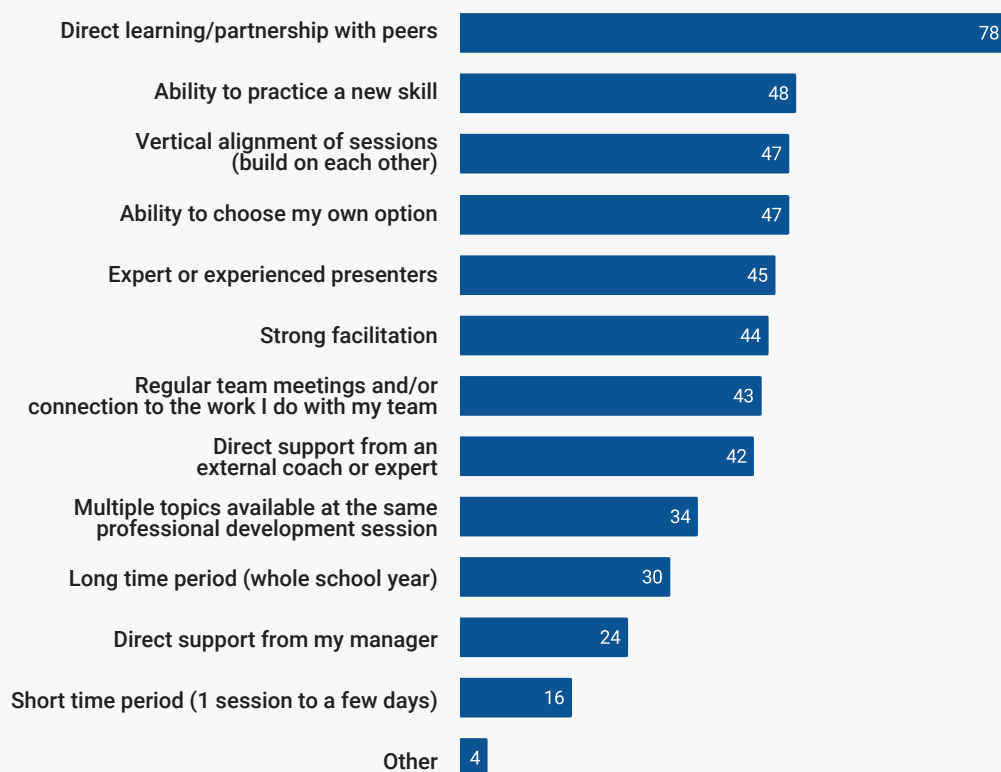 Direct learning/partnership with peers 78
Ability to practice a new skill 48
Vertical alignment of sessions
(build on each other) 47
Ability to choose my own option 47
Expert or experienced presenters 45
Strong facilitation 44
Regular team meetings and/or
connection to the work I do with my team 43
Direct support from an
external coach or expert 42
Multiple topics available at the same
professional development session 34
Long time period (whole school year) 30
Direct support from my manager 24
Short time period (1 session to a few days) 16
Other 4